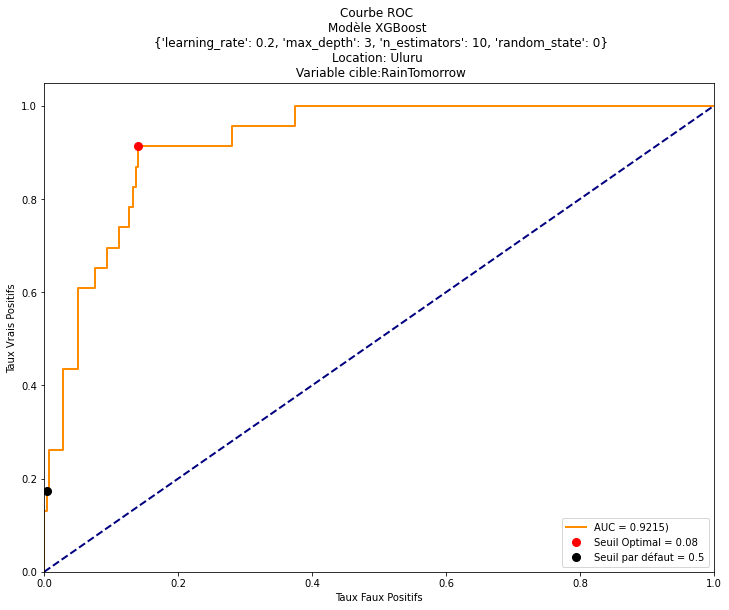 Courbe ROC
Modèle XGBoost
{'learning_rate': 0.2, 'max_depth': 3, 'n_estimators': 10, 'random_state': 0}
Location: Uluru
Variable cible:RainTomorrow
1.0
0.8
0.6
0.4
0.2
0.0
Taux Vrais Positifs
0.0 0.2 0.4 0.6 0.8 1.0
Taux Faux Positifs
AUC = 0.9215)
Seuil Optimal = 0.08
Seuil par défaut = 0.5